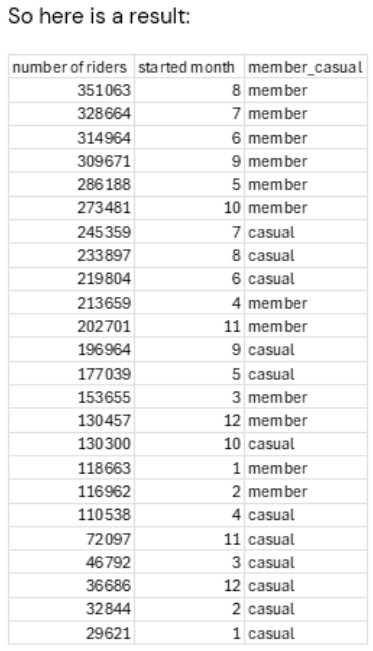 So here is a result:
number of riders started month member_casual
351063 8 member
328664 7 member
314964 6 member
309671 9 member
286188 5 member
273481 10 member
245359 7 casual
233897 8 casual
219804 6 casual
213659 4 member
202701 11 member
196964 9 casual
177039 5 casual
153655 3 member
130457 12 member
130300 10 casual
118663 1 member
116962 2 member
110538 4 casual
72097 11 casual
46792 3 casual
36686 12 casual
32844 2 casual
29621 1 casual